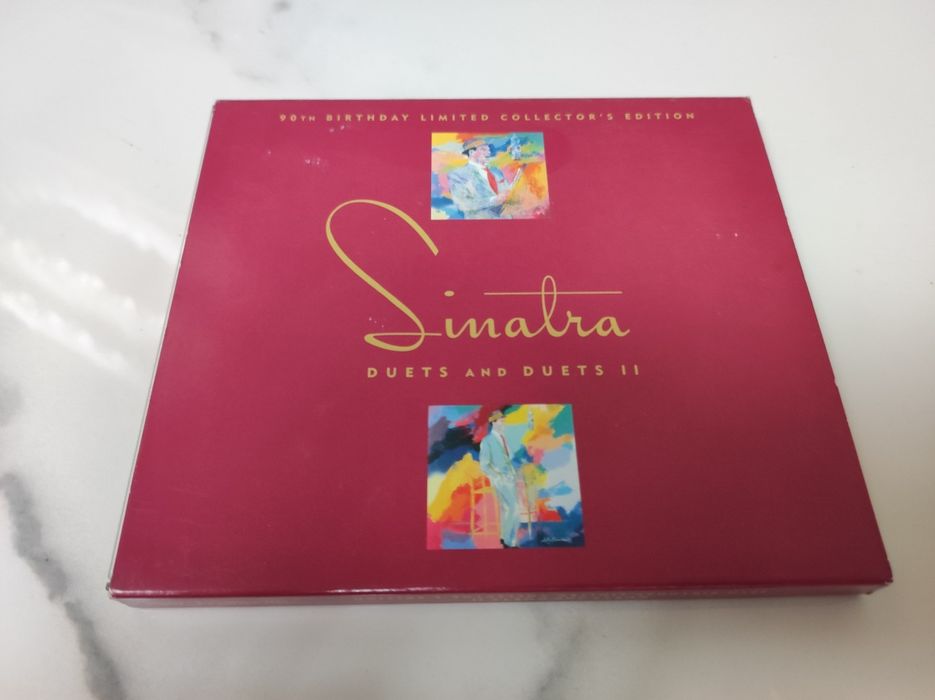 90TH BIRTHDAY LIMITED COLLECTOR'S EDITION
Sinatra
DUETS AND DUETS II